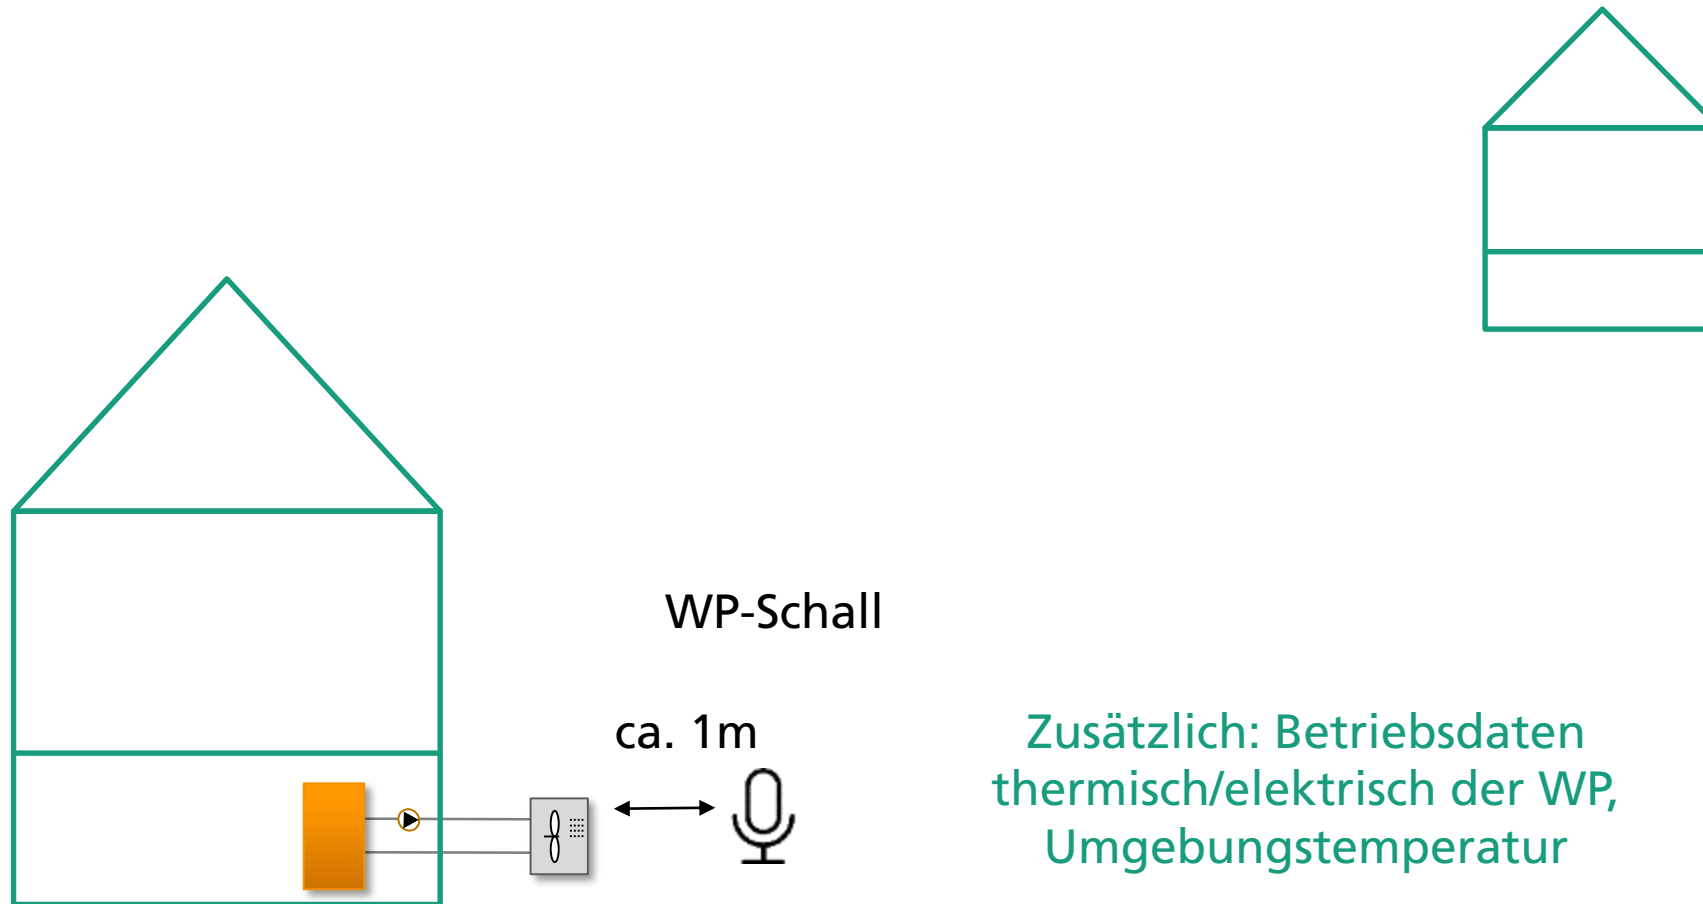 WP-Schall
ca. 1m
Zusätzlich: Betriebsdaten
thermisch/elektrisch der WP,
Umgebungstemperatur